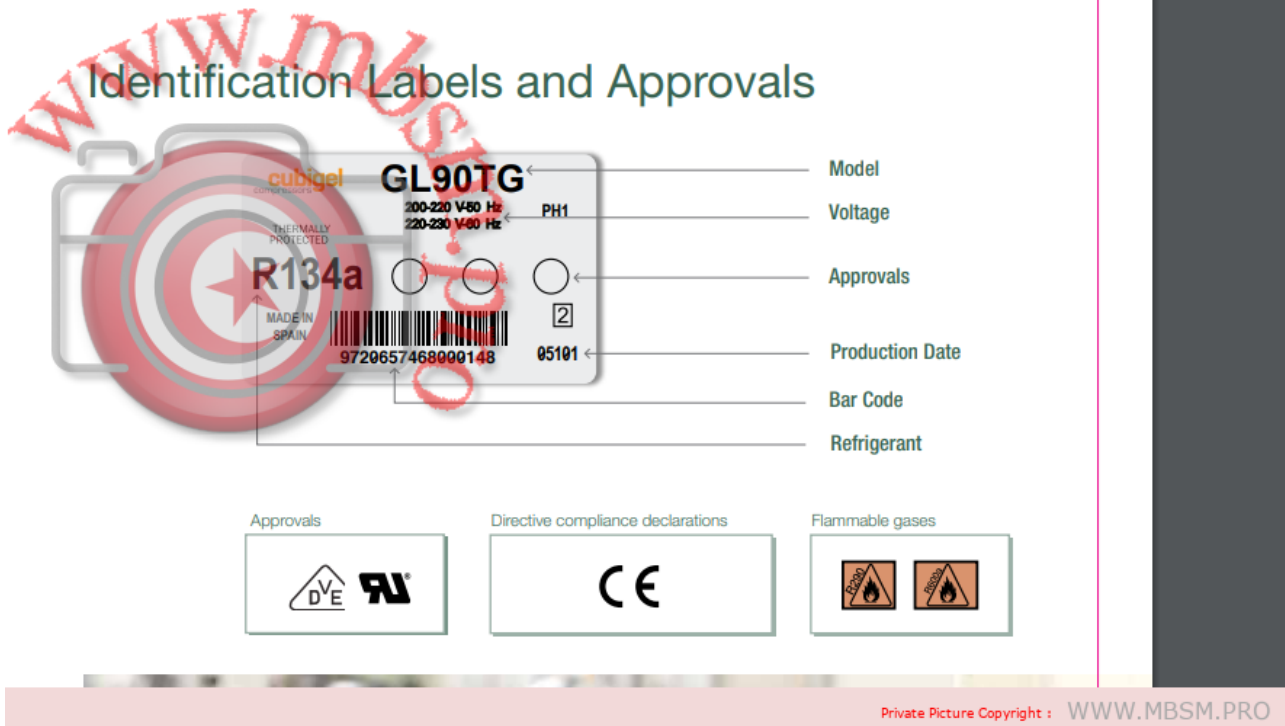 www.mbsm.pro
Identification Labels and Approvals
cubigel
compressors
GL90TG
200-220 V-50 Hz
220-230 V-60 Hz
PH1
THERMALLY
PROTECTED
R134a
MADE IN
SPAIN
2
9720657468000148
05101
Model
Voltage
Approvals
Production Date
Bar Code
Refrigerant
Approvals
Directive compliance declarations
Flammable gases
DVE
RU
CE
R290
R600a
Private Picture Copyright : WWW.MBSM.PRO